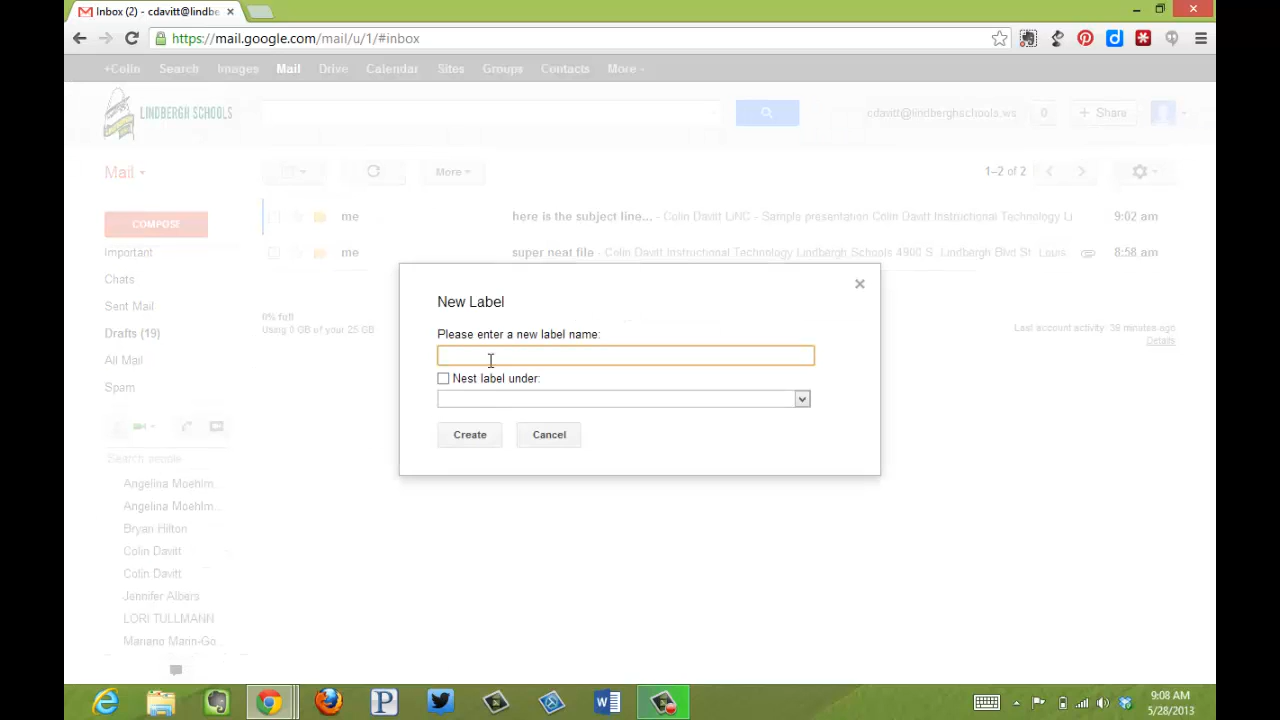 Inbox (2) - cdavitt@lindbe
https://mail.google.com/mail/u/1/#inbox
+Colin Search Images Mail Drive Calendar Sites Groups Contacts More
LINDBERGH SCHOOLS
cdavitt@lindberghschools.ws 0 + Share
Mail
More
1–2 of 2
COMPOSE
me here is the subject line... - Colin Davitt LiNC - Sample presentation Colin Davitt Instructional Technology Li 9:02 am
me super neat file - Colin Davitt Instructional Technology Lindbergh Schools 4900 S. Lindbergh Blvd St. Louis 8:58 am
Important
Chats
Sent Mail
Drafts (19)
All Mail
Spam
0% full
Using 0 GB of your 25 GB
Last account activity: 39 minutes ago
Details
New Label
Please enter a new label name:
Nest label under:
Create Cancel
Search people
Angelina Moehlm...
Angelina Moehlm...
Bryan Hilton
Colin Davitt
Colin Davitt
Jennifer Albers
LORI TULLMANN
Mariano Mann-Go...
9:08 AM
5/28/2013